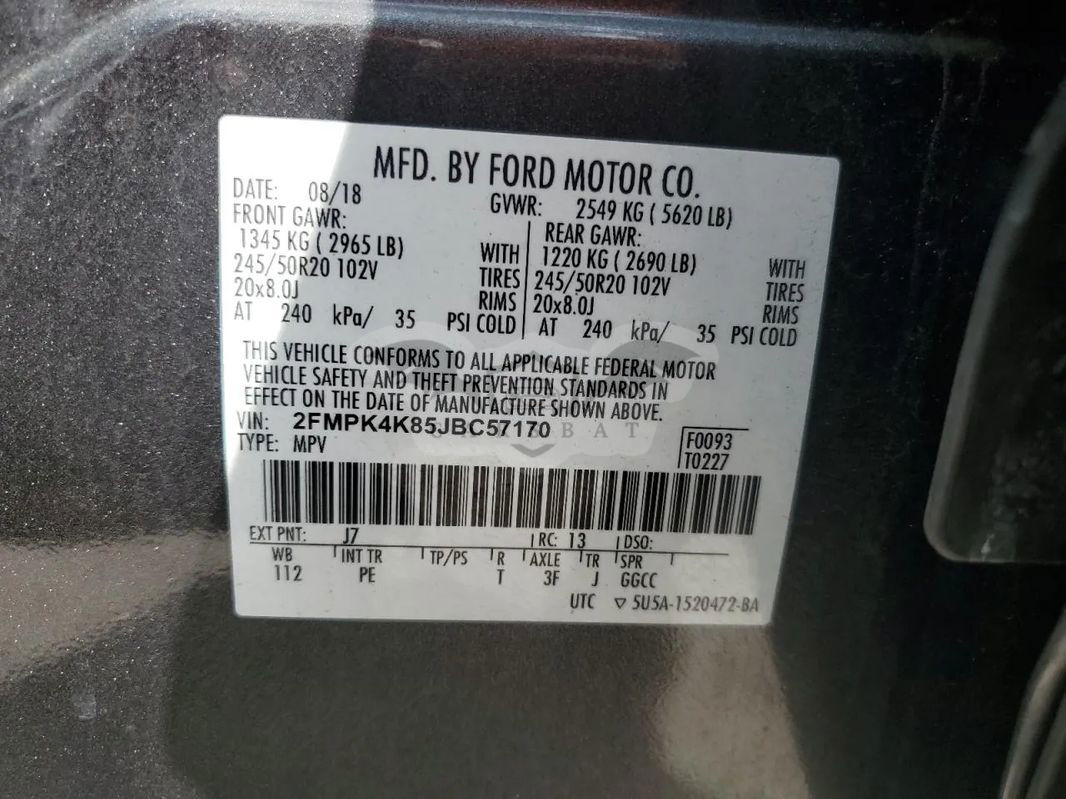 MFD. BY FORD MOTOR CO.
DATE: 08/18 GVWR: 2549 KG ( 5620 LB)
FRONT GAWR: REAR GAWR:
1345 KG ( 2965 LB) WITH 1220 KG ( 2690 LB) WITH
245/50R20 102V TIRES 245/50R20 102V TIRES
20x8.0J RIMS 20x8.0J RIMS
AT 240 kPa/ 35 PSI COLD AT 240 kPa/ 35 PSI COLD
THIS VEHICLE CONFORMS TO ALL APPLICABLE FEDERAL MOTOR
VEHICLE SAFETY AND THEFT PREVENTION STANDARDS IN
EFFECT ON THE DATE OF MANUFACTURE SHOWN ABOVE.
VIN: 2FMPK4K85JBC57170
TYPE: MPV
F0093
T0227
EXT PNT: J7 RC: 13 DSO:
WB INT TR TP/PS R AXLE TR SPR
112 PE T 3F J GGCC
UTC ▽ 5U5A-1520472-BA